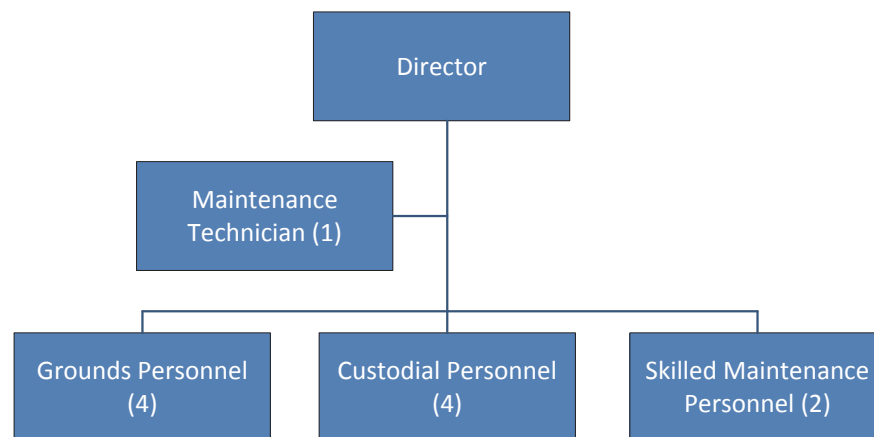 Director
Maintenance
Technician (1)
Grounds Personnel
(4)
Custodial Personnel
(4)
Skilled Maintenance
Personnel (2)